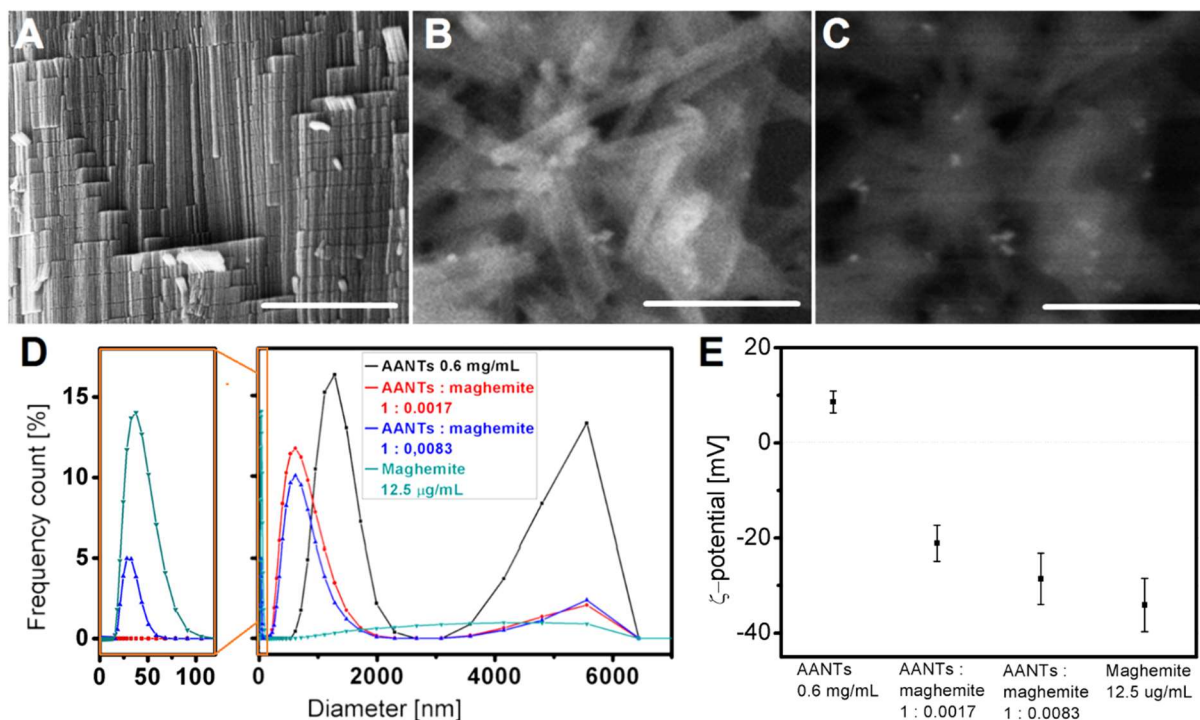 A
B
C
D
Frequency count [%]
15
10
5
0
0
50
100
0
2000
4000
6000
Diameter [nm]
AANTs 0.6 mg/mL
AANTs : maghemite
1 : 0.0017
AANTs : maghemite
1 : 0,0083
Maghemite
12.5 µg/mL
E
ζ-potential [mV]
20
0
-20
-40
AANTs
0.6 mg/mL
AANTs :
maghemite
1 : 0.0017
AANTs :
maghemite
1 : 0.0083
Maghemite
12.5 ug/mL